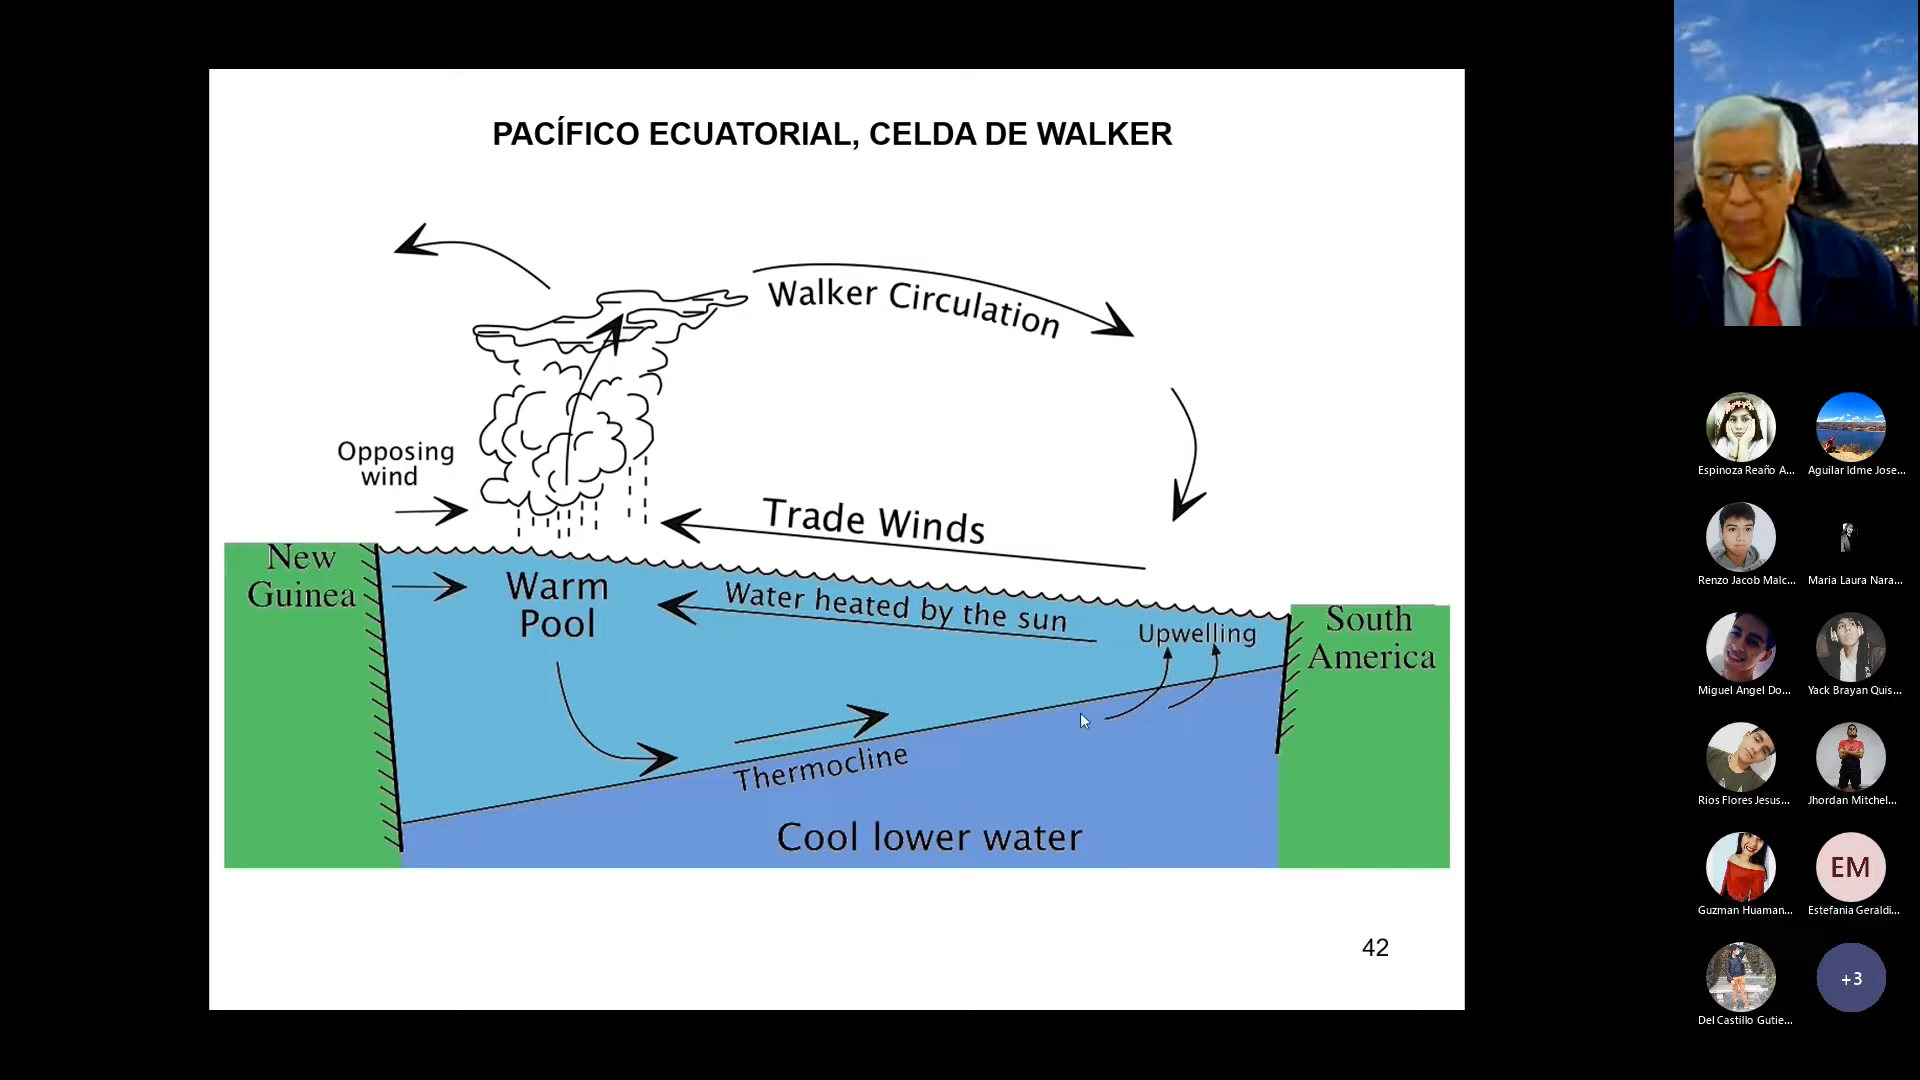 PACÍFICO ECUATORIAL, CELDA DE WALKER
Walker Circulation
Opposing
wind
Trade Winds
New
Guinea
Warm
Pool
Water heated by the sun
Upwelling
South
America
Thermocline
Cool lower water
42
Espinoza Reaño A...
Aguilar Idme Jose...
Renzo Jacob Malc...
Maria Laura Nara...
Miguel Angel Do...
Yack Brayan Quis...
Rios Flores Jesus...
Jhordan Mitchel...
Guzman Huaman...
EM
Estefania Geraldi...
Del Castillo Gutie...
+3